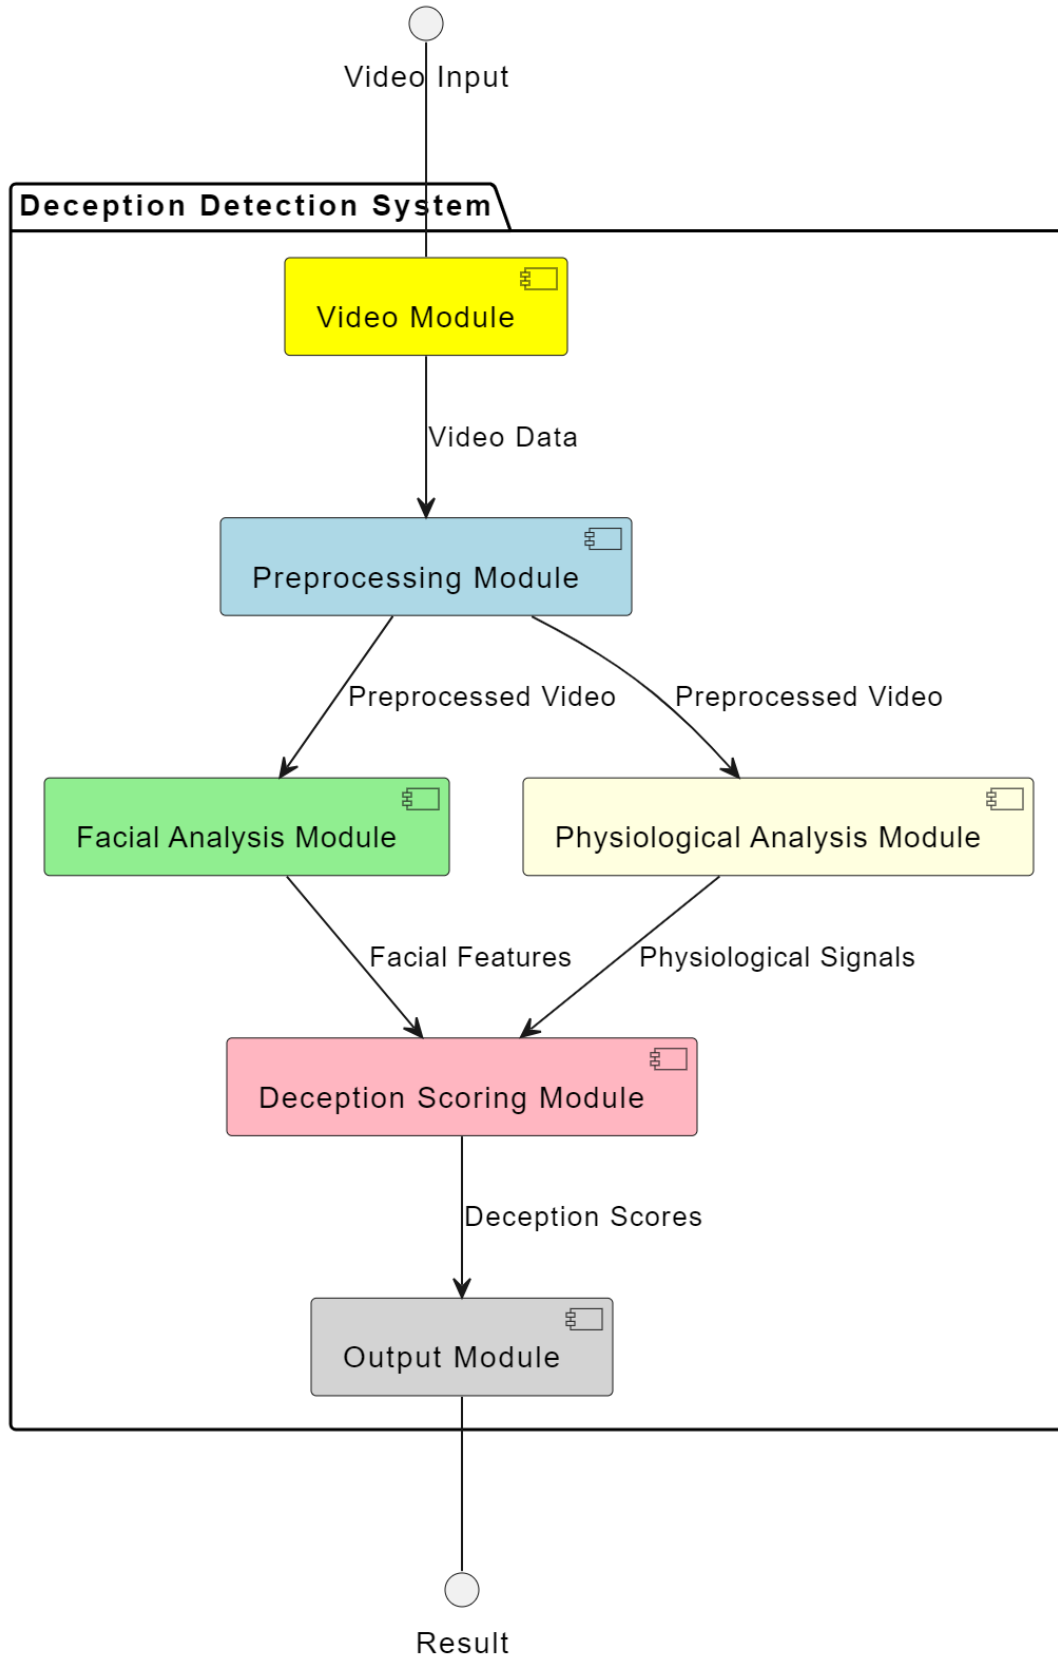 Video Input
Deception Detection System
Video Module
Video Data
Preprocessing Module
Preprocessed Video
Preprocessed Video
Facial Analysis Module
Physiological Analysis Module
Facial Features
Physiological Signals
Deception Scoring Module
Deception Scores
Output Module
Result